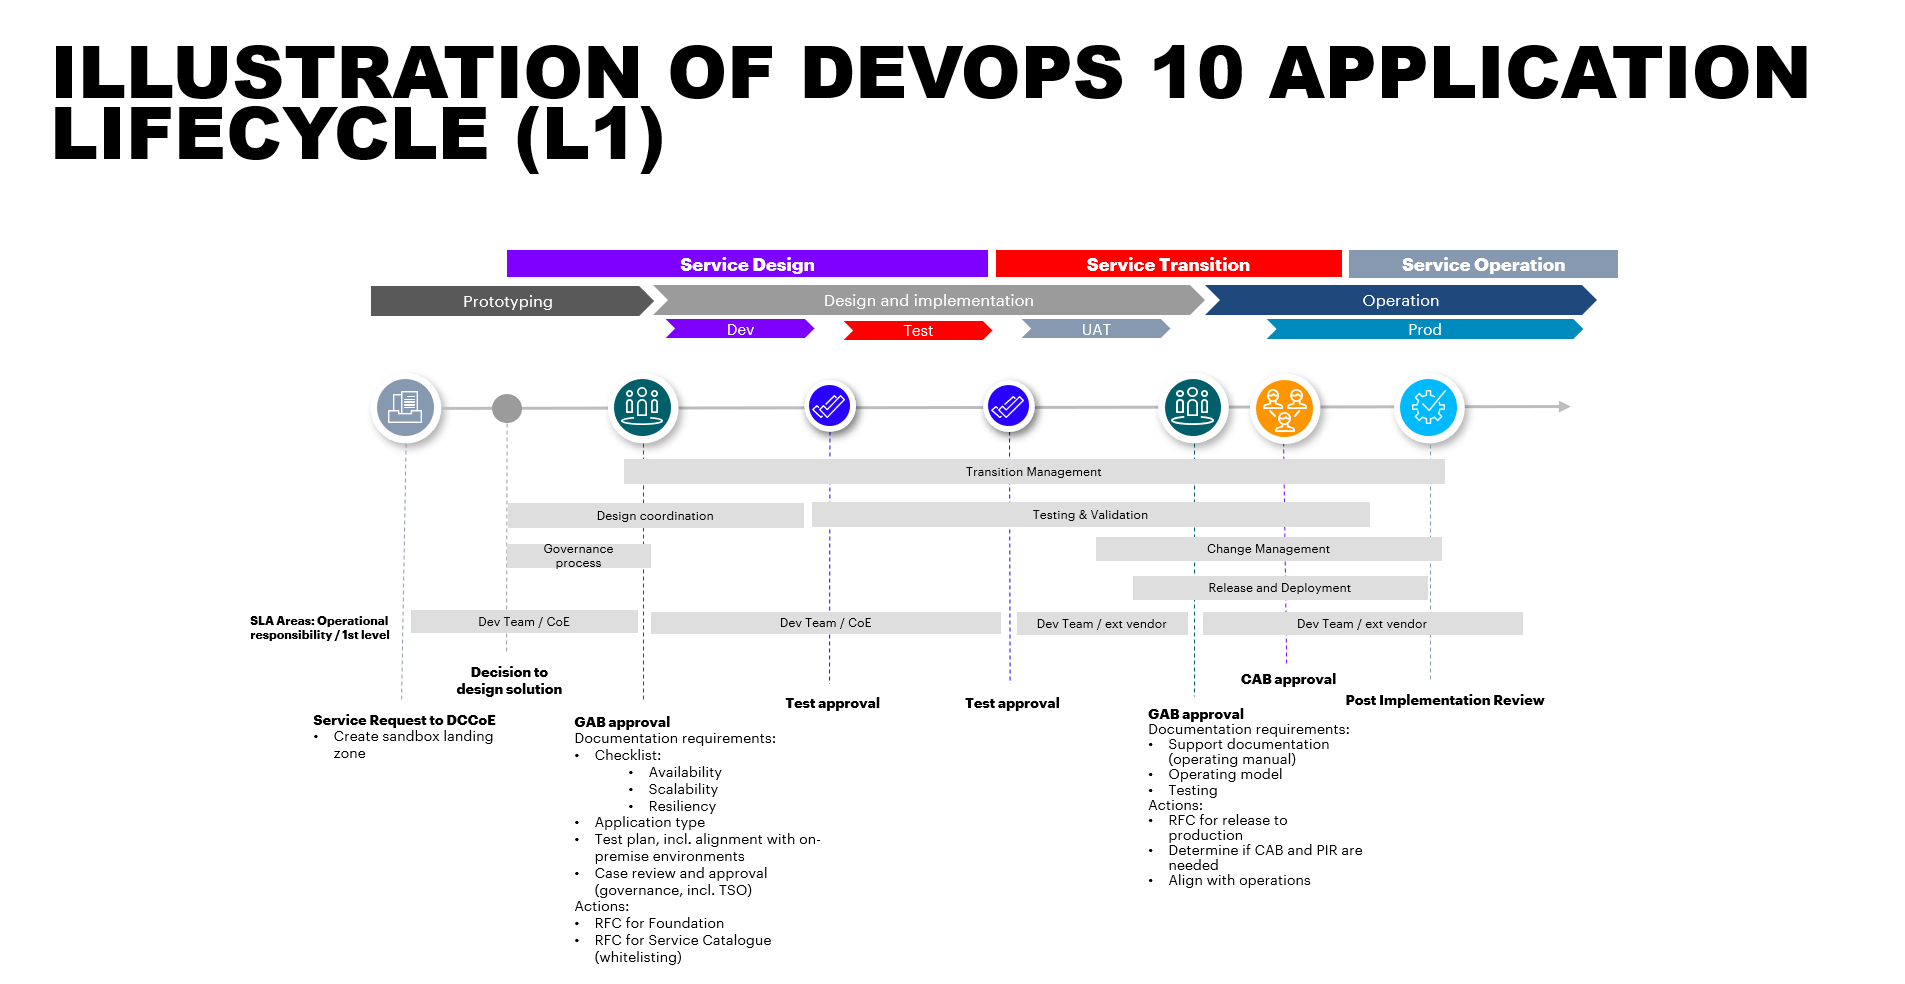 ILLUSTRATION OF DEVOPS 10 APPLICATION
LIFECYCLE (L1)
Service Design
Service Transition
Service Operation
Prototyping
Design and implementation
Operation
Dev
Test
UAT
Prod
Transition Management
Design coordination
Testing & Validation
Governance
process
Change Management
Release and Deployment
SLA Areas: Operational
responsibility / 1st level
Dev Team / CoE
Dev Team / CoE
Dev Team / ext vendor
Dev Team / ext vendor
Decision to
design solution
Service Request to DCCoE
• Create sandbox landing
zone
GAB approval
Documentation requirements:
• Checklist:
• Availability
• Scalability
• Resiliency
• Application type
• Test plan, incl. alignment with on-
premise environments
• Case review and approval
(governance, incl. TSO)
Actions:
• RFC for Foundation
• RFC for Service Catalogue
(whitelisting)
Test approval
Test approval
GAB approval
Documentation requirements:
• Support documentation
(operating manual)
• Operating model
• Testing
Actions:
• RFC for release to
production
• Determine if CAB and PIR are
needed
• Align with operations
CAB approval
Post Implementation Review